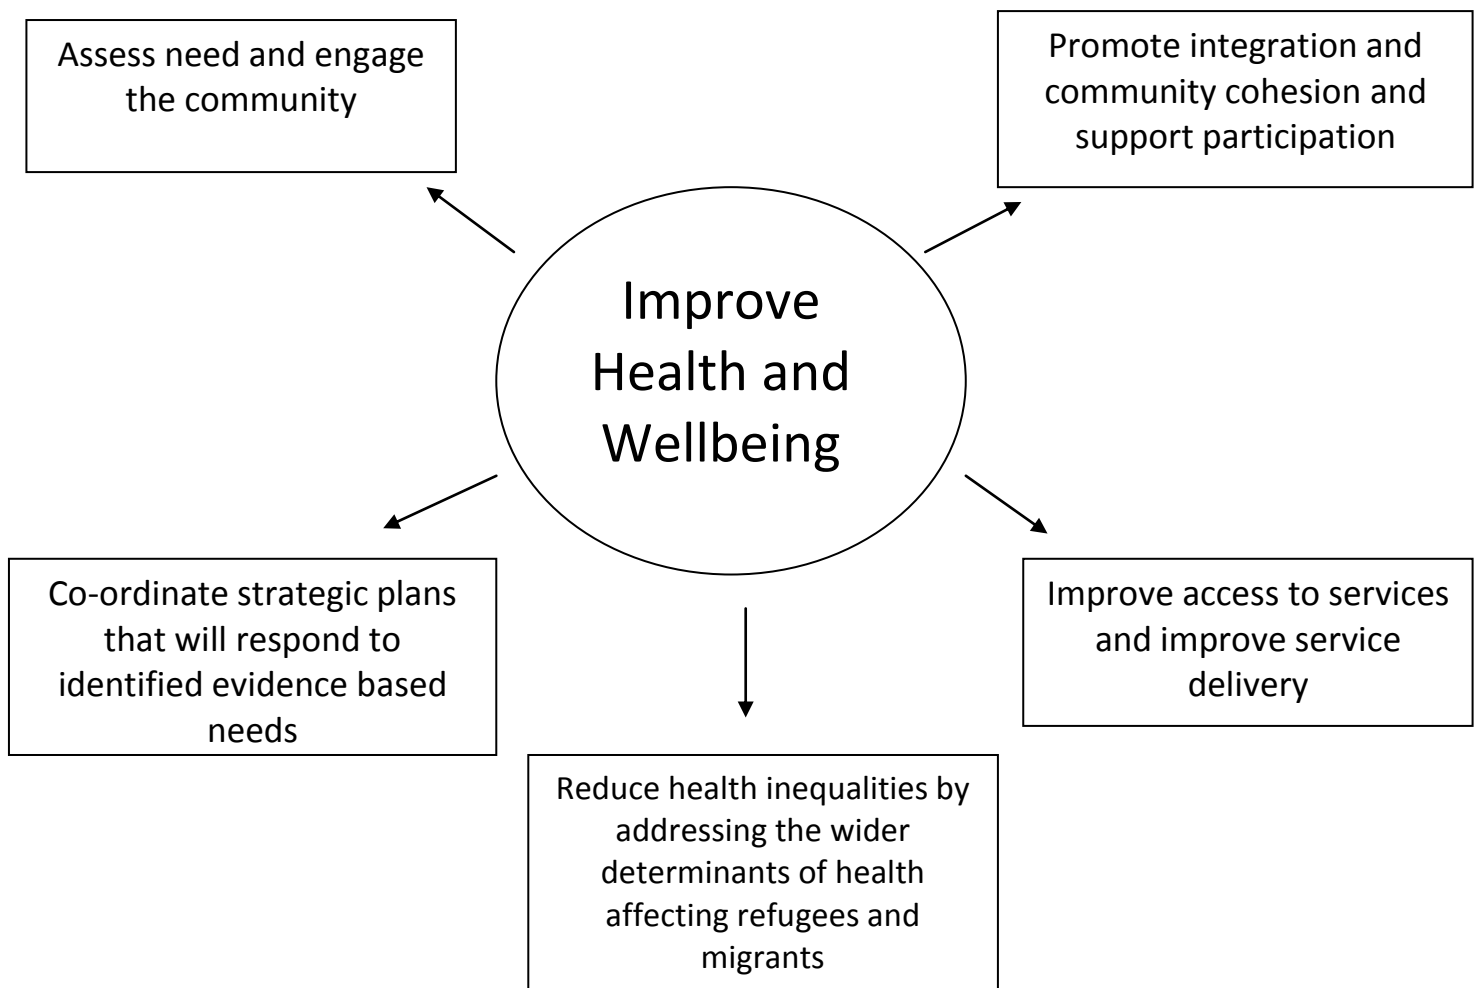 Assess need and engage
the community
Promote integration and
community cohesion and
support participation
Improve
Health and
Wellbeing
Co-ordinate strategic plans
that will respond to
identified evidence based
needs
Improve access to services
and improve service
delivery
Reduce health inequalities by
addressing the wider
determinants of health
affecting refugees and
migrants